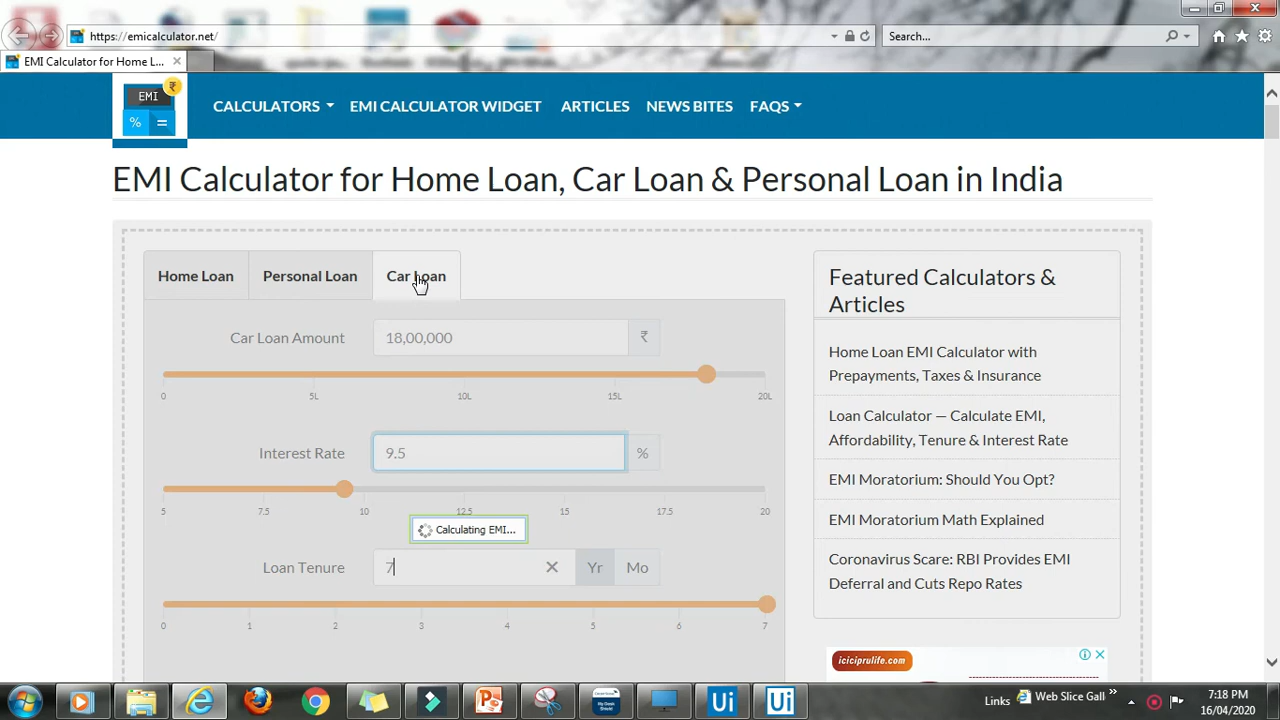 https://emicalculator.net/
Search...
EMI Calculator for Home L...
EMI
₹
%
=
CALCULATORS
EMI CALCULATOR WIDGET
ARTICLES
NEWS BITES
FAQS
EMI Calculator for Home Loan, Car Loan & Personal Loan in India
Home Loan
Personal Loan
Car Loan
Car Loan Amount
18,00,000
₹
0
5L
10L
15L
20L
Interest Rate
9.5
%
5
7.5
10
12.5
15
17.5
20
Calculating EMI...
Loan Tenure
7
Yr
Mo
0
1
2
3
4
5
6
7
Featured Calculators &
Articles
Home Loan EMI Calculator with
Prepayments, Taxes & Insurance
Loan Calculator — Calculate EMI,
Affordability, Tenure & Interest Rate
EMI Moratorium: Should You Opt?
EMI Moratorium Math Explained
Coronavirus Scare: RBI Provides EMI
Deferral and Cuts Repo Rates
iciciprulife.com
Ui
Ui
Links
Web Slice Gall
7:18 PM
16/04/2020